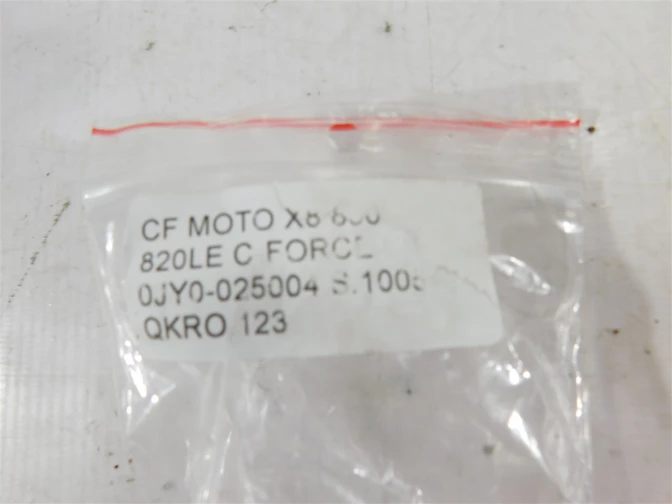 CF MOTO X8
820LE C FORCE
0JY0-025004
QKRO 123